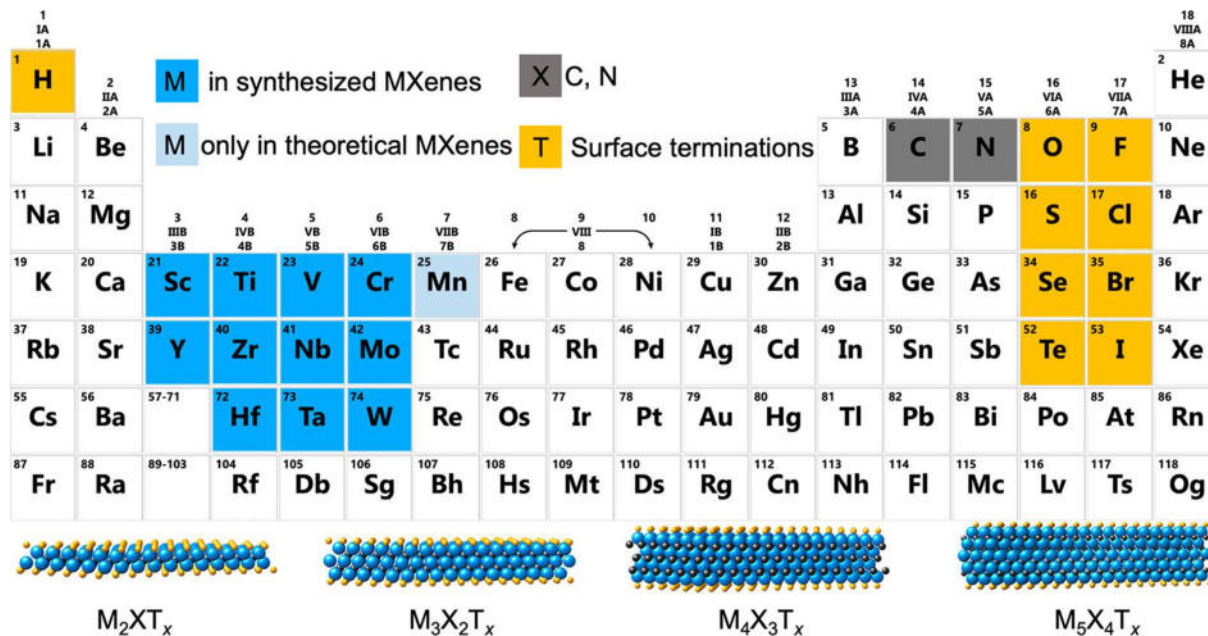 1
IA
1A
18
VIIIA
8A
1
H
2
IIA
2A
M in synthesized MXenes
X C, N
13
IIIA
3A
14
IVA
4A
15
VA
5A
16
VIA
6A
17
VIIA
7A
2
He
3
Li
4
Be
M only in theoretical MXenes
T Surface terminations
5
B
6
C
7
N
8
O
9
F
10
Ne
11
Na
12
Mg
3
IIIB
3B
4
IVB
4B
5
VB
5B
6
VIB
6B
7
VIIB
7B
8
9
VIII
8
10
11
IB
1B
12
IIB
2B
13
Al
14
Si
15
P
16
S
17
Cl
18
Ar
19
K
20
Ca
21
Sc
22
Ti
23
V
24
Cr
25
Mn
26
Fe
27
Co
28
Ni
29
Cu
30
Zn
31
Ga
32
Ge
33
As
34
Se
35
Br
36
Kr
37
Rb
38
Sr
39
Y
40
Zr
41
Nb
42
Mo
43
Tc
44
Ru
45
Rh
46
Pd
47
Ag
48
Cd
49
In
50
Sn
51
Sb
52
Te
53
I
54
Xe
55
Cs
56
Ba
57-71
72
Hf
73
Ta
74
W
75
Re
76
Os
77
Ir
78
Pt
79
Au
80
Hg
81
Tl
82
Pb
83
Bi
84
Po
85
At
86
Rn
87
Fr
88
Ra
89-103
104
Rf
105
Db
106
Sg
107
Bh
108
Hs
109
Mt
110
Ds
111
Rg
112
Cn
113
Nh
114
Fl
115
Mc
116
Lv
117
Ts
118
Og
M₂XTₓ
M₃X₂Tₓ
M₄X₃Tₓ
M₅X₄Tₓ